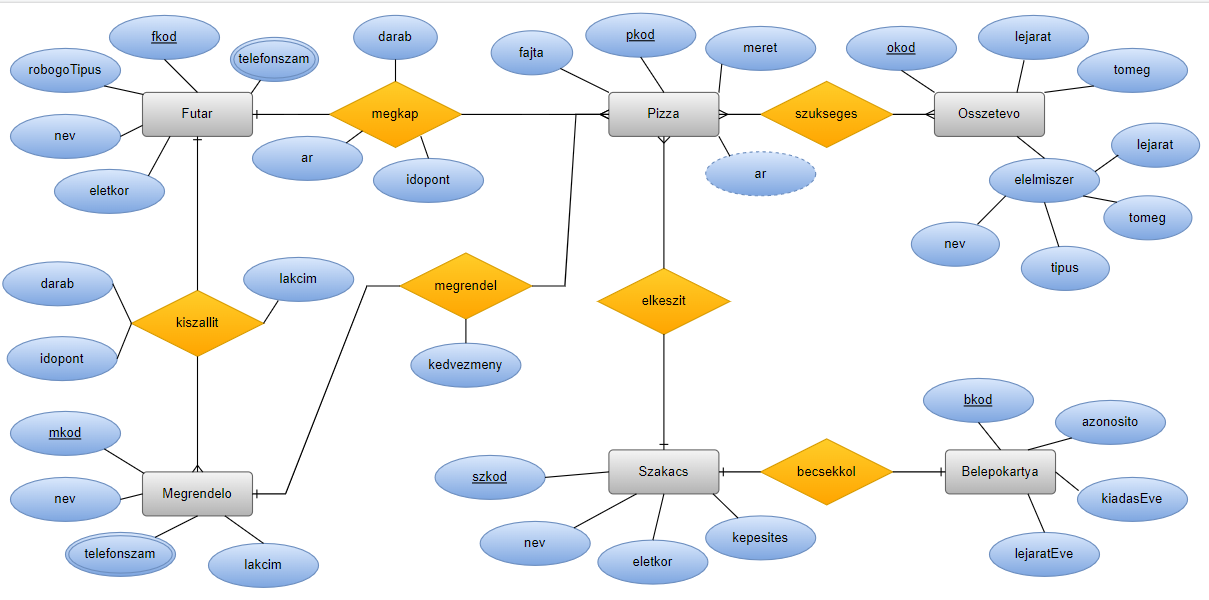 fkod
darab
pkod
lejarat
robogoTipus
telefonszam
fajta
meret
okod
tomeg
Futar
megkap
Pizza
szukseges
Osszetevo
nev
ar
idopont
ar
lejarat
eletkor
elelmiszer
tomeg
nev
tipus
darab
lakcim
megrendel
elkeszit
kiszallit
idopont
kedvezmeny
mkod
bkod
azonosito
nev
Megrendelo
szkod
Szakacs
becsekkol
Belepokartya
kiadasEve
telefonszam
lakcim
nev
eletkor
kepesites
lejaratEve